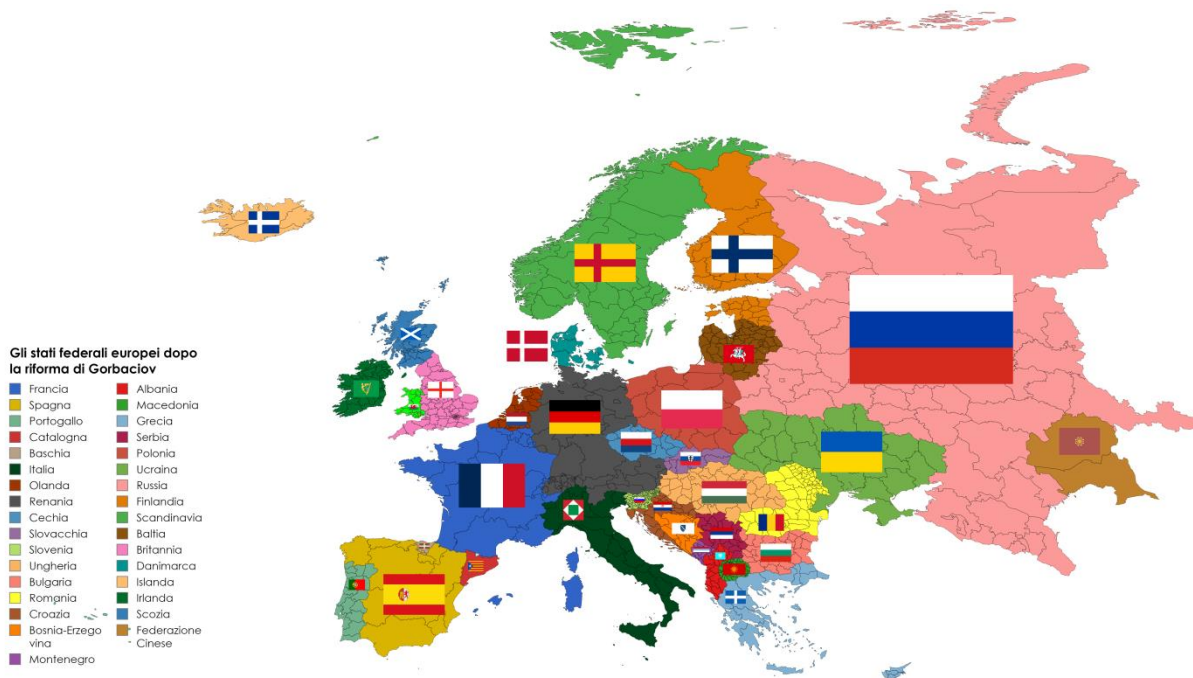 Gli stati federali europei dopo
la riforma di Gorbaciov
Francia
Spagna
Portogallo
Catalogna
Baschia
Italia
Olanda
Renania
Cechia
Slovacchia
Slovenia
Ungheria
Bulgaria
Romgnia
Croazia
Bosnia-Erzego
vina
Montenegro
Albania
Macedonia
Grecia
Serbia
Polonia
Ucraina
Russia
Finlandia
Scandinavia
Baltia
Britannia
Danimarca
Islanda
Irlanda
Scozia
Federazione
Cinese